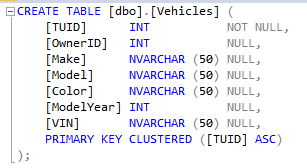 CREATE TABLE [dbo].[Vehicles] (
    [TUID]      INT           NOT NULL,
    [OwnerID]   INT           NULL,
    [Make]      NVARCHAR (50) NULL,
    [Model]     NVARCHAR (50) NULL,
    [Color]     NVARCHAR (50) NULL,
    [ModelYear] INT           NULL,
    [VIN]       NVARCHAR (50) NULL,
    PRIMARY KEY CLUSTERED ([TUID] ASC)
);